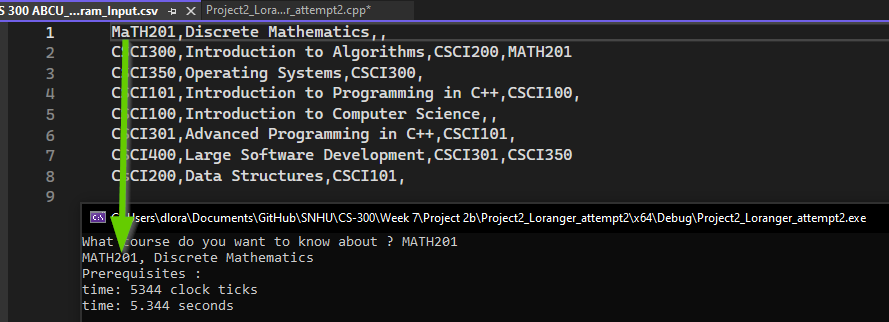 S 300 ABCU_...ram_Input.csv
Project2_Lora...r_attempt2.cpp*
1 MaTH201,Discrete Mathematics,,
2 CSCI300,Introduction to Algorithms,CSCI200,MATH201
3 CSCI350,Operating Systems,CSCI300,
4 CSCI101,Introduction to Programming in C++,CSCI100,
5 CSCI100,Introduction to Computer Science,,
6 CSCI301,Advanced Programming in C++,CSCI101,
7 CSCI400,Large Software Development,CSCI301,CSCI350
8 CsCI200,Data Structures,CSCI101,
9
C:\Users\dlora\Documents\GitHub\SNHU\CS-300\Week 7\Project 2b\Project2_Loranger_attempt2\x64\Debug\Project2_Loranger_attempt2.exe
What course do you want to know about ? MATH201
MATH201, Discrete Mathematics
Prerequisites :
time: 5344 clock ticks
time: 5.344 seconds